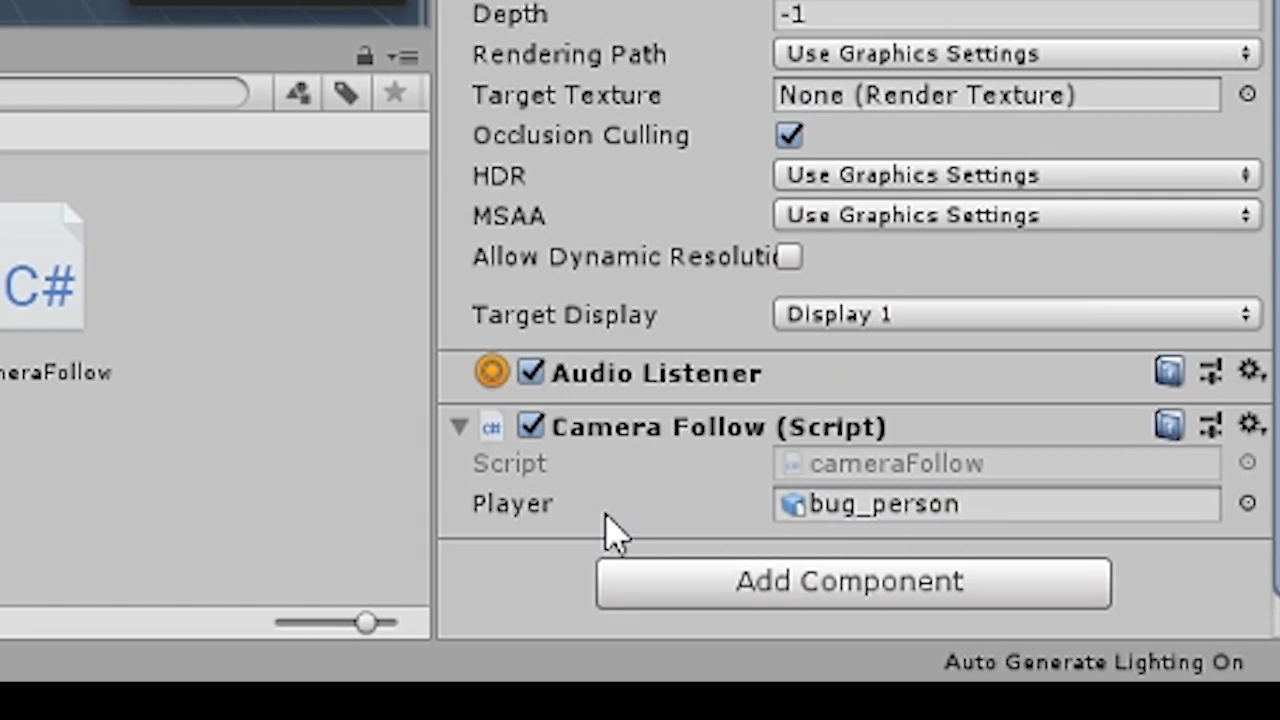 Depth -1
Rendering Path Use Graphics Settings
Target Texture None (Render Texture)
Occlusion Culling
HDR Use Graphics Settings
MSAA Use Graphics Settings
Allow Dynamic Resoluti
Target Display Display 1
C#
meraFollow
Audio Listener
C# Camera Follow (Script)
Script cameraFollow
Player bug_person
Add Component
Auto Generate Lighting On